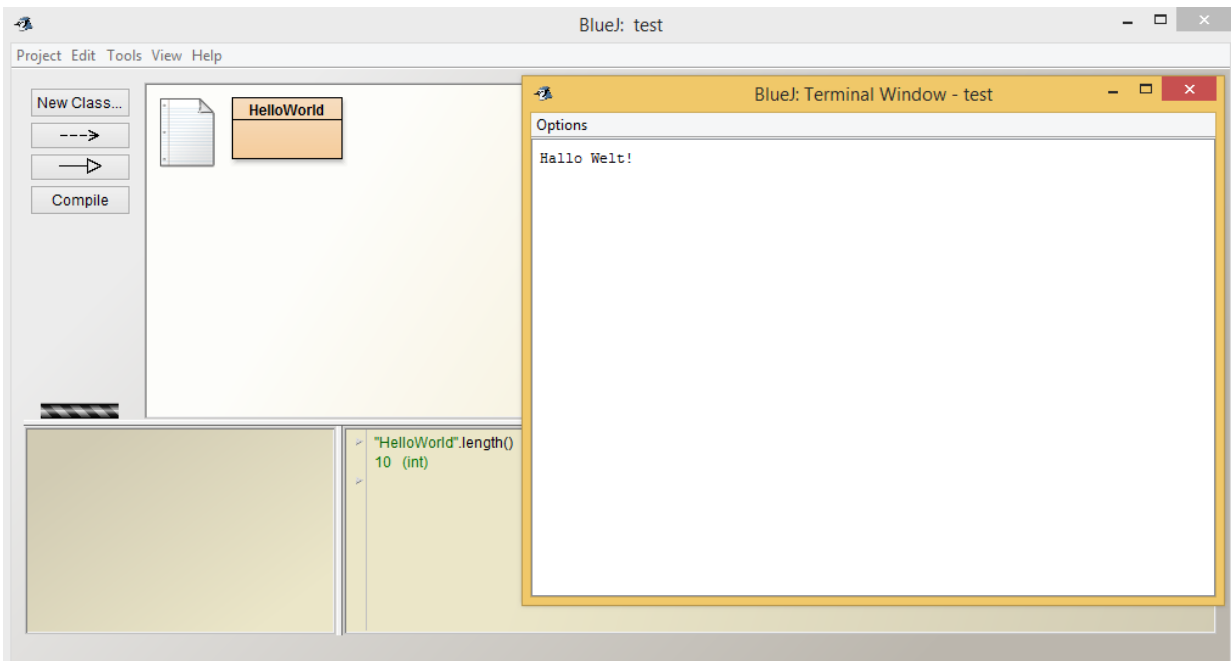 BlueJ: test
Project Edit Tools View Help
New Class...
Compile
HelloWorld
"HelloWorld".length()
10 (int)
BlueJ: Terminal Window - test
Options
Hallo Welt!